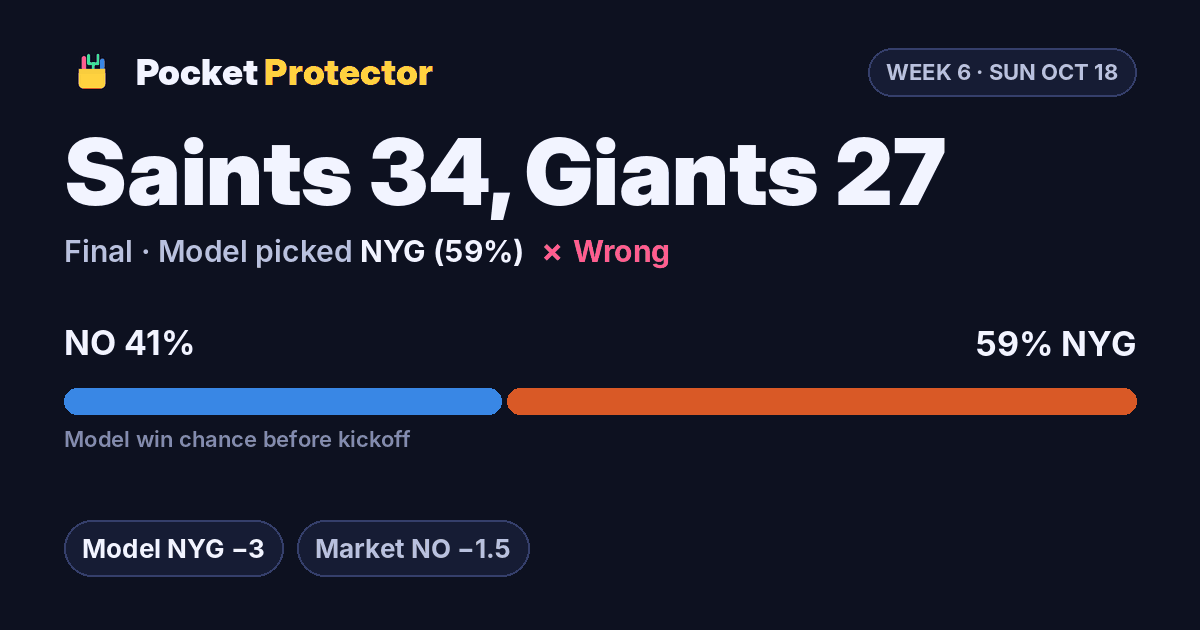 Pocket Protector
WEEK 6 · SUN OCT 18
Saints 34, Giants 27
Final · Model picked NYG (59%) × Wrong
NO 41%
59% NYG
Model win chance before kickoff
Model NYG −3
Market NO −1.5